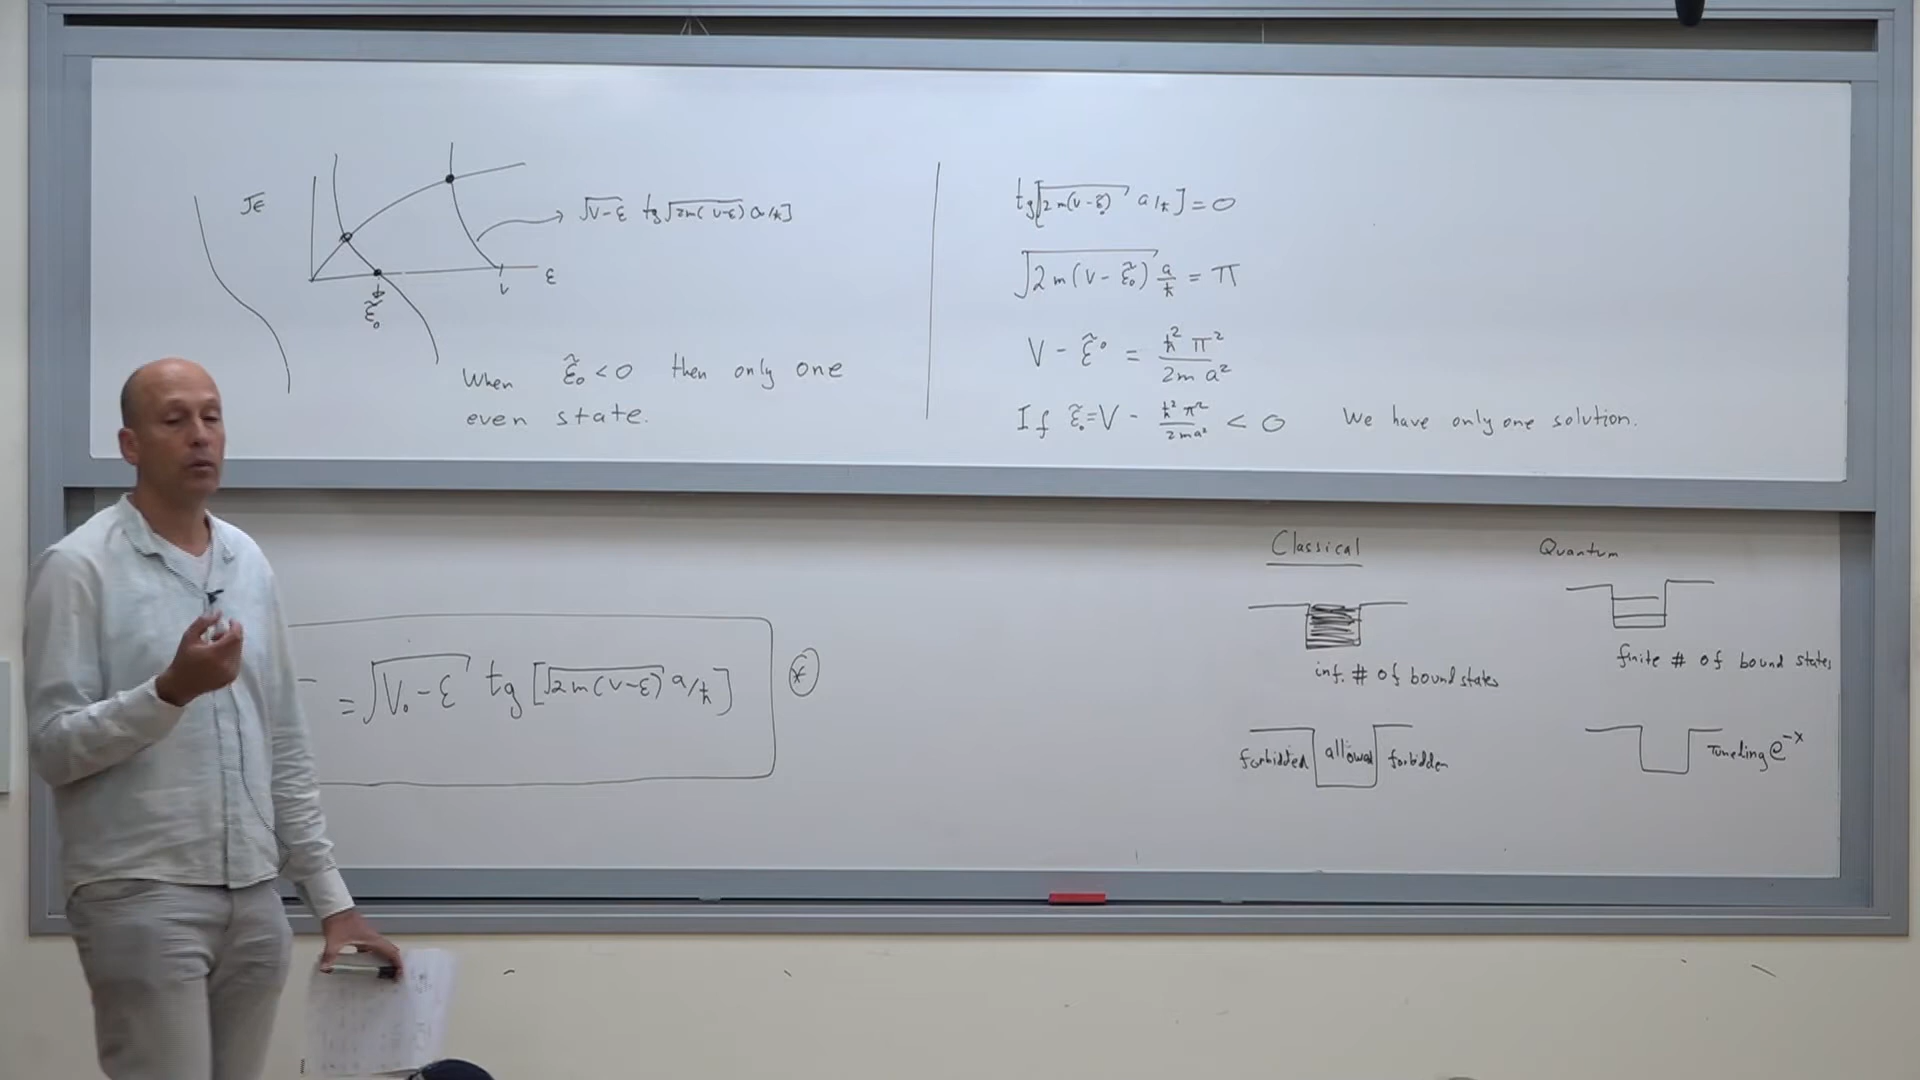 √ε
√V-ε tg√2m(V-ε) a/ħ]
ε
V
ε̃₀
When ε̃₀ < 0 then only one
even state.
tg[√2m(V-ε̃₀) a/ħ] = 0
√2m(V-ε̃₀) a/ħ = π
V - ε̃⁰ = ħ²π²/2ma²
If ε̃₀=V - ħ²π²/2ma² < 0 We have only one solution.
= √V₀-ε tg[√2m(V-ε) a/ħ] *
Classical
inf. # of bound states
forbidded allowed forbidden
Quantum
finite # of bound states
Tuneling e^-x